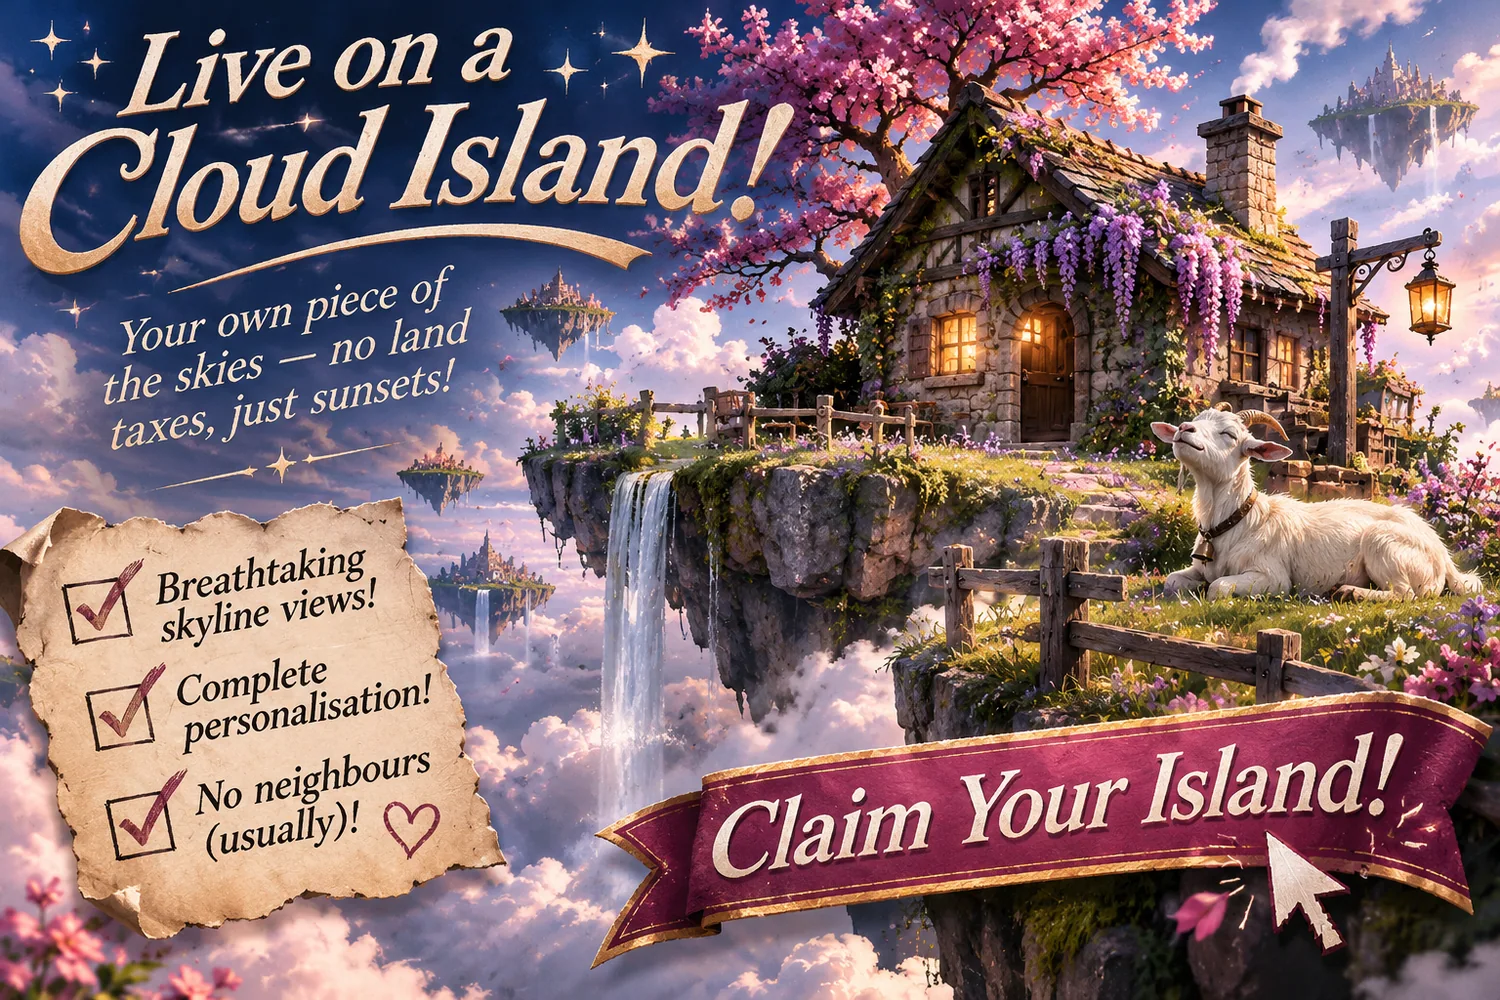 Live on a
Cloud Island!
Your own piece of
the skies — no land
taxes, just sunsets!
Breathtaking
skyline views!
Complete
personalisation!
No neighbours
(usually)!
Claim Your Island!